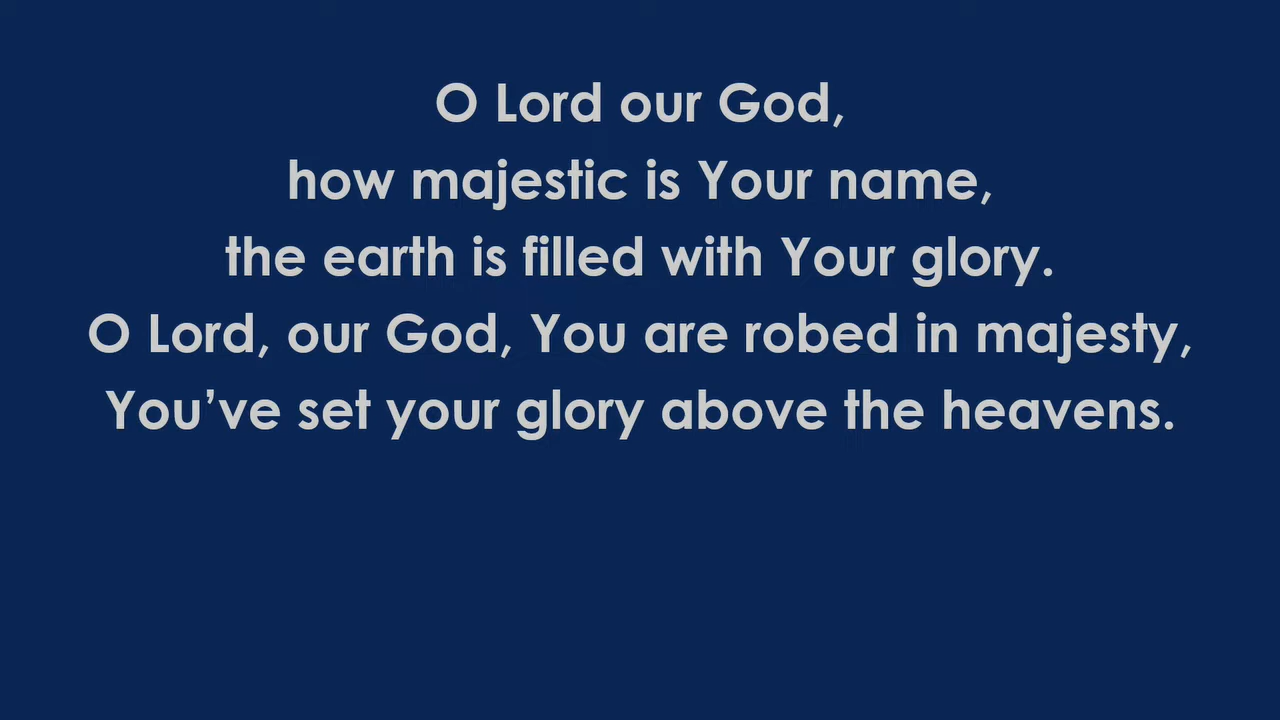 O Lord our God,
how majestic is Your name,
the earth is filled with Your glory.
O Lord, our God, You are robed in majesty,
You’ve set your glory above the heavens.